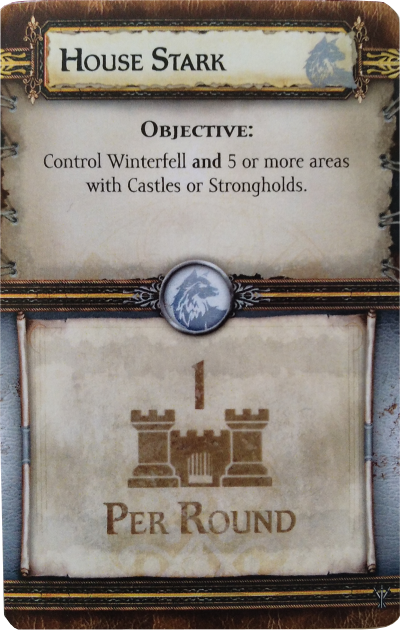 House Stark
Objective:
Control Winterfell and 5 or more areas
with Castles or Strongholds.
1
Per Round